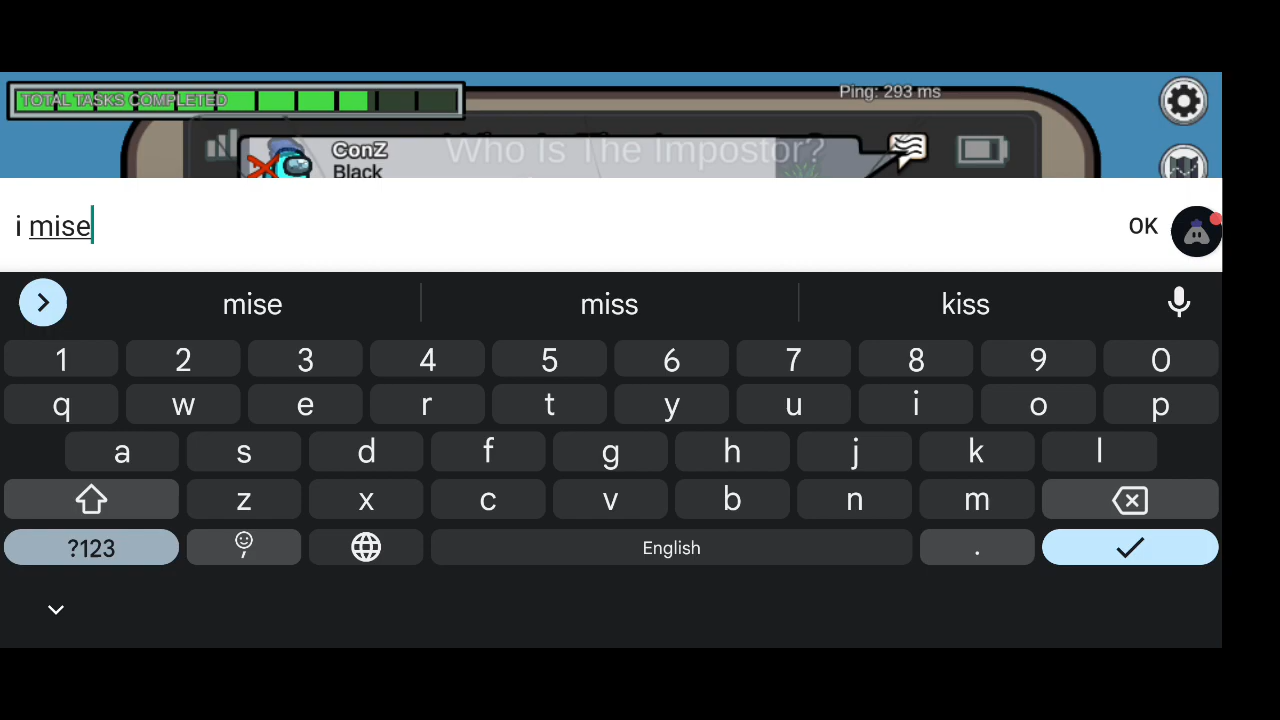 TOTAL TASKS COMPLETED
Ping: 293 ms
Who Is The Impostor?
ConZ
Black
i mise
OK
mise miss kiss
1 2 3 4 5 6 7 8 9 0
q w e r t y u i o p
a s d f g h j k l
z x c v b n m
?123 , English .